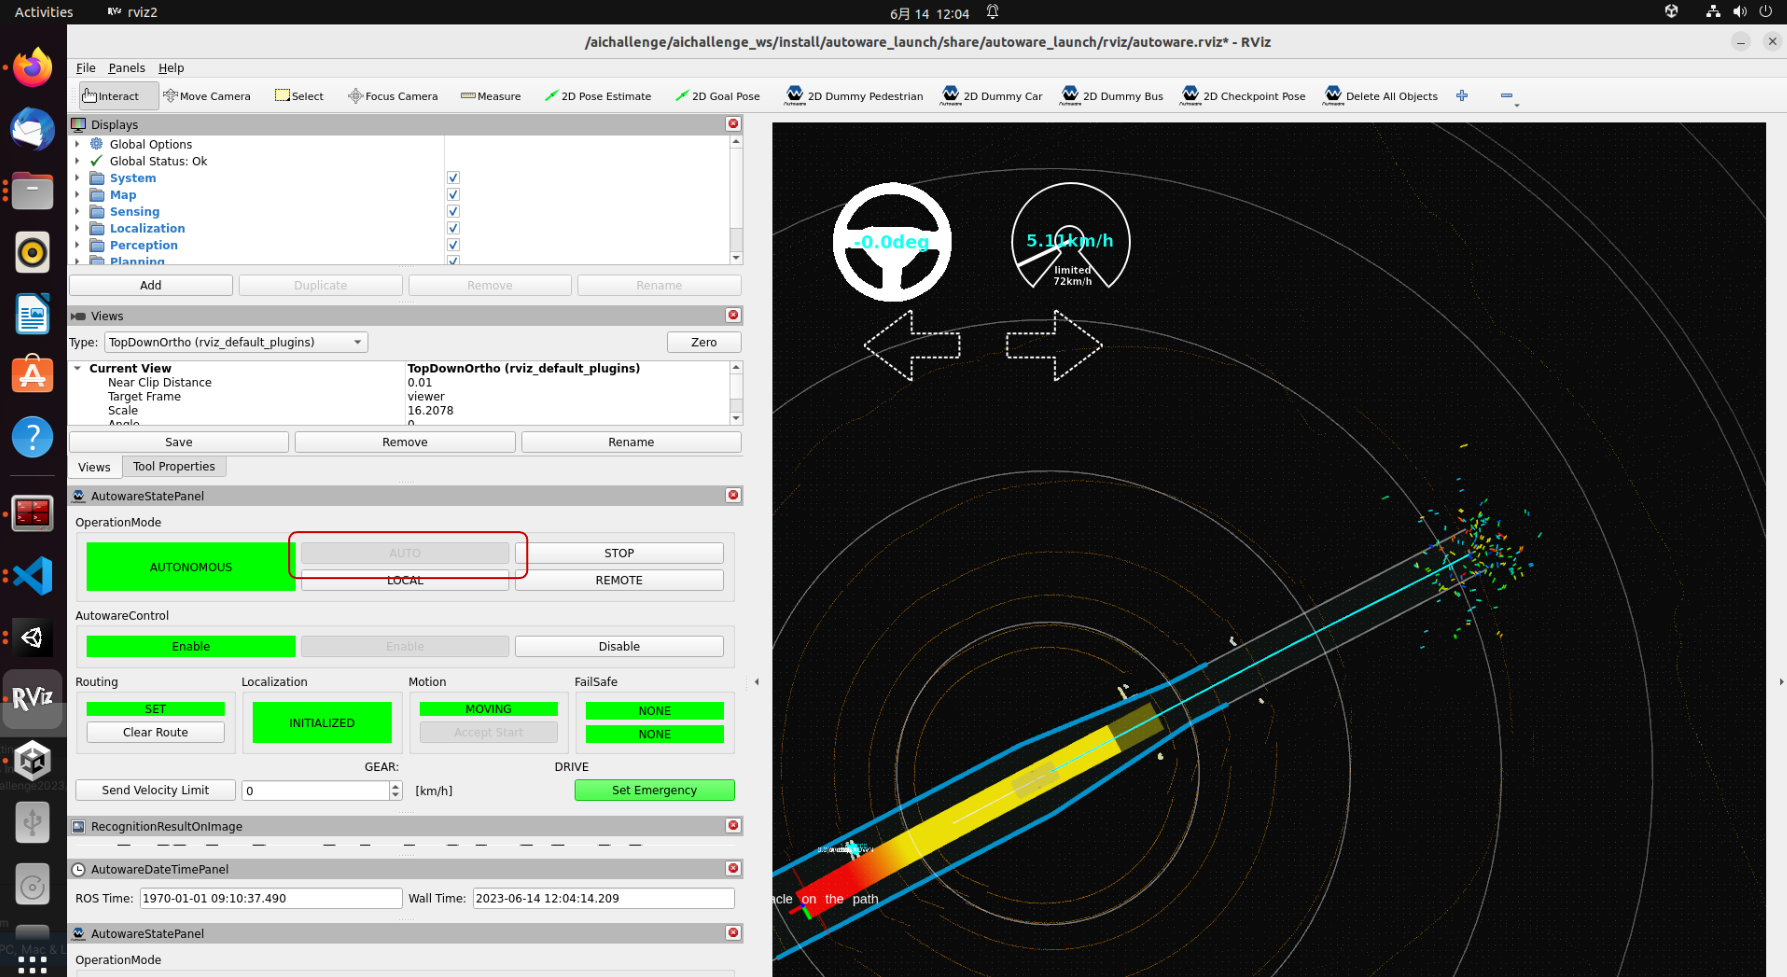 Activities rviz2 6月 14 12:04
/aichallenge/aichallenge_ws/install/autoware_launch/share/autoware_launch/rviz/autoware.rviz* - RViz
File Panels Help
Interact Move Camera Select Focus Camera Measure 2D Pose Estimate 2D Goal Pose 2D Dummy Pedestrian 2D Dummy Car 2D Dummy Bus 2D Checkpoint Pose Delete All Objects
Displays
Global Options
Global Status: Ok
System
Map
Sensing
Localization
Perception
Planning
Add Duplicate Remove Rename
Views
Type: TopDownOrtho (rviz_default_plugins) Zero
Current View TopDownOrtho (rviz_default_plugins)
Near Clip Distance 0.01
Target Frame viewer
Scale 16.2078
Angle 0
Save Remove Rename
Views Tool Properties
AutowareStatePanel
OperationMode
AUTONOMOUS AUTO STOP
LOCAL REMOTE
AutowareControl
Enable Enable Disable
Routing Localization Motion FailSafe
SET INITIALIZED MOVING NONE
Clear Route Accept Start NONE
GEAR: DRIVE
Send Velocity Limit 0 [km/h] Set Emergency
RecognitionResultOnImage
AutowareDateTimePanel
ROS Time: 1970-01-01 09:10:37.490 Wall Time: 2023-06-14 12:04:14.209
AutowareStatePanel
OperationMode
-0.0deg 5.11km/h
limited
72km/h
acle on the path
RViz
allenge2023
PC, Mac & L